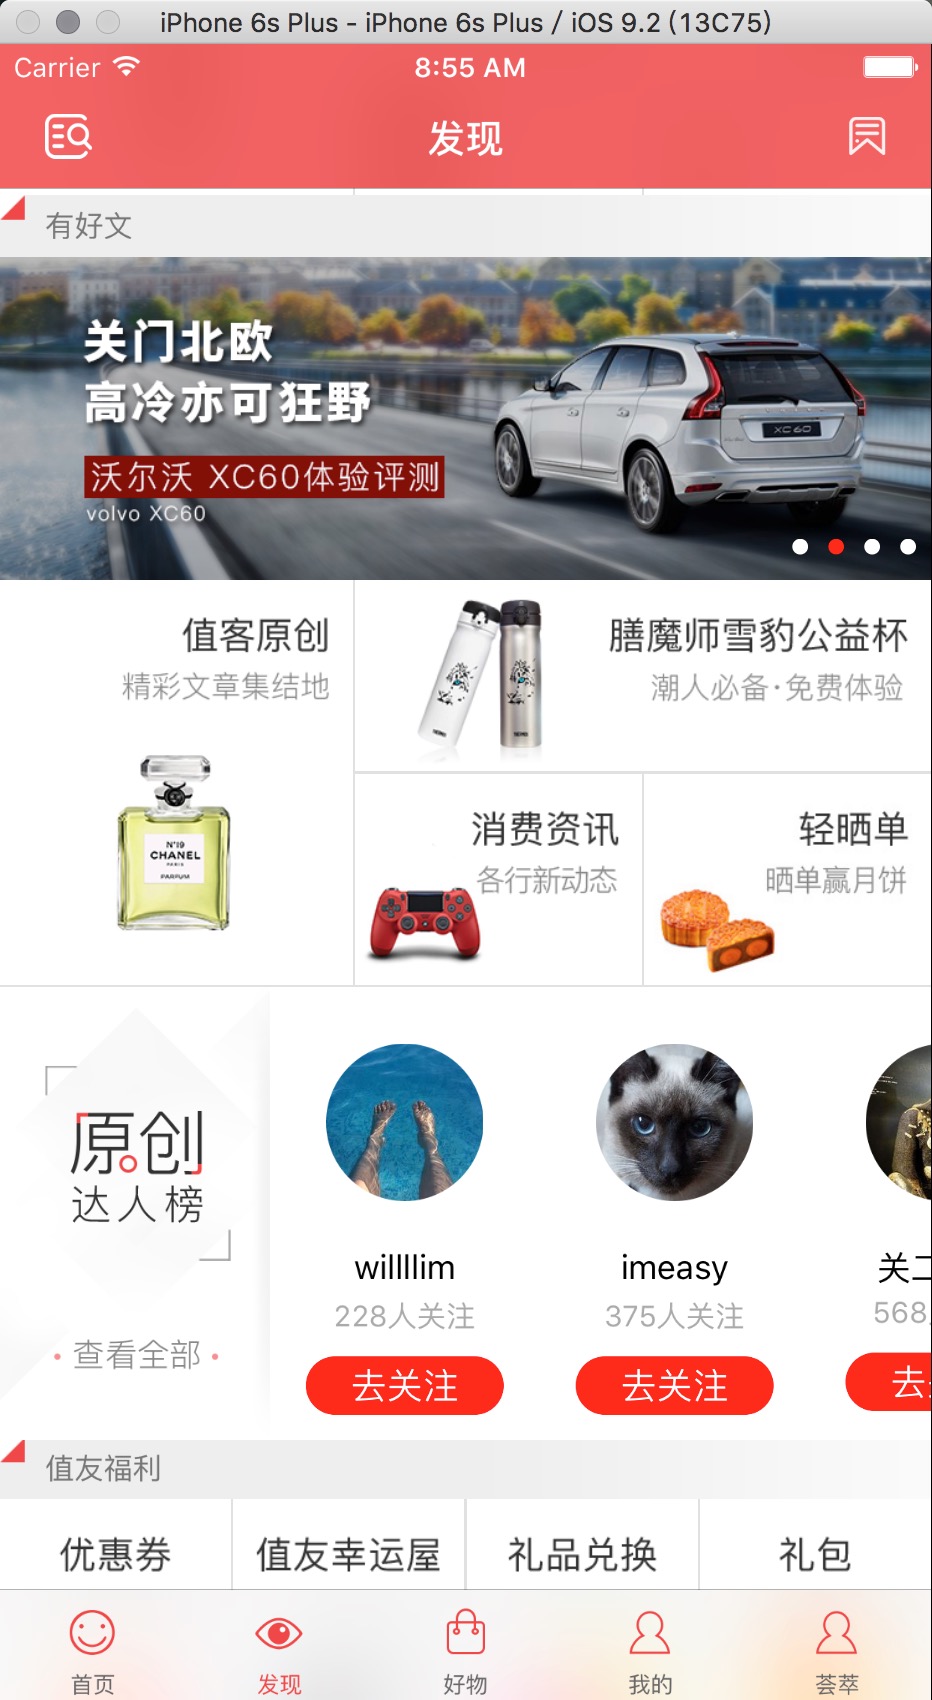 iPhone 6s Plus - iPhone 6s Plus / iOS 9.2 (13C75)
Carrier 8:55 AM
发现
有好文
关门北欧
高冷亦可狂野
沃尔沃 XC60体验评测
volvo XC60
XC60
值客原创
精彩文章集结地
膳魔师雪豹公益杯
潮人必备·免费体验
N°19
CHANEL
PARIS
PARFUM
消费资讯
各行新动态
轻晒单
晒单赢月饼
原创
达人榜
• 查看全部 •
willllim
228人关注
去关注
imeasy
375人关注
去关注
关二
568
去
值友福利
优惠券 值友幸运屋 礼品兑换 礼包
首页 发现 好物 我的 荟萃